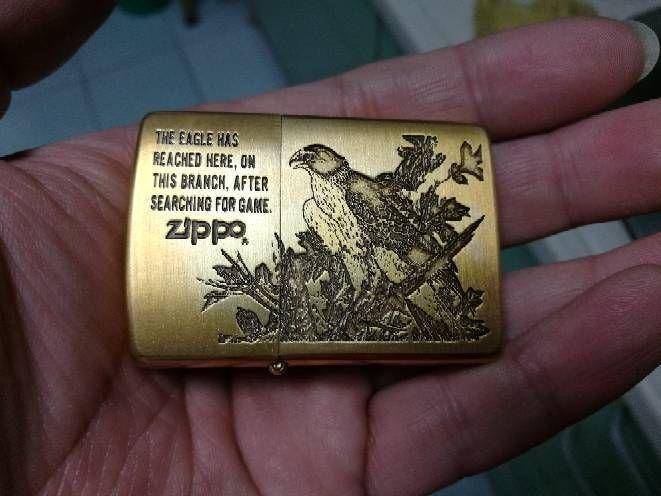 THE EAGLE HAS
REACHED HERE, ON
THIS BRANCH, AFTER
SEARCHING FOR GAME.
Zippo